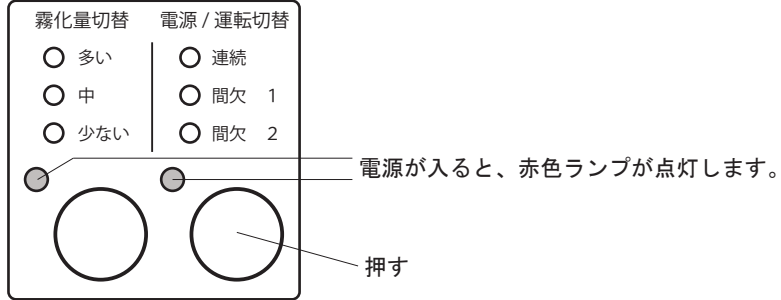 霧化量切替
多い
中
少ない
電源 / 運転切替
連続
間欠 1
間欠 2
電源が入ると、赤色ランプが点灯します。
押す